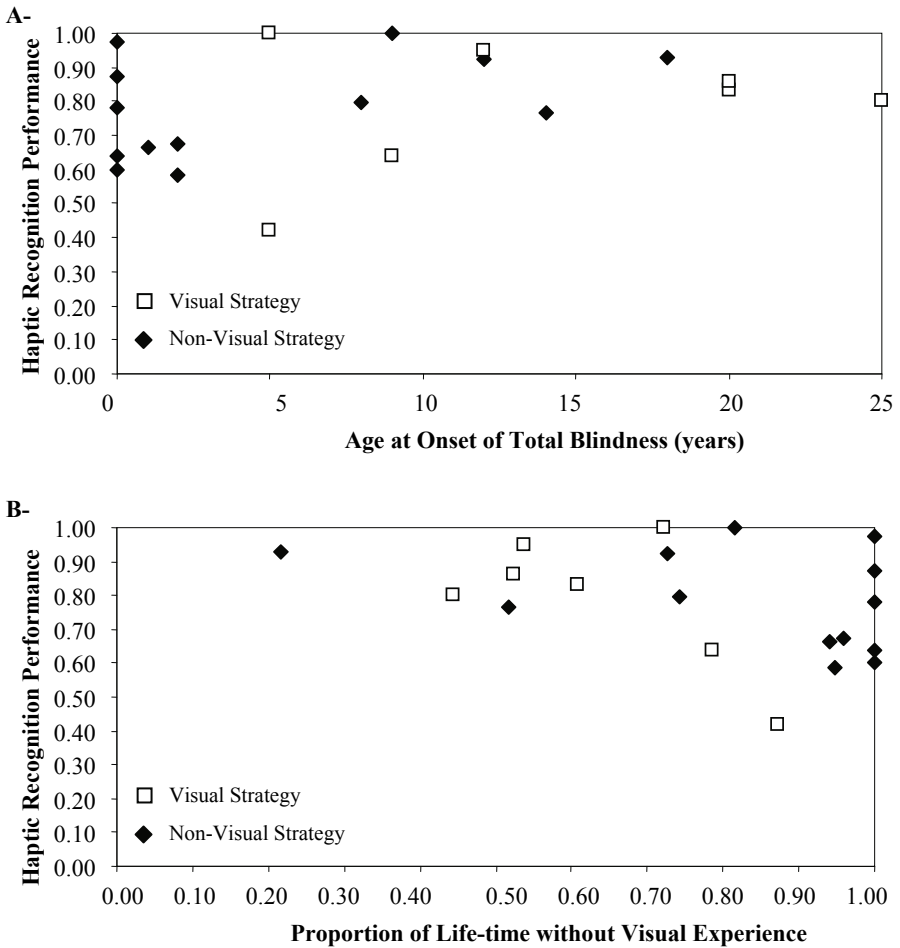 A-
Haptic Recognition Performance
1.00
0.90
0.80
0.70
0.60
0.50
0.40
0.30
0.20
0.10
0.00
Visual Strategy
Non-Visual Strategy
0 5 10 15 20 25
Age at Onset of Total Blindness (years)
B-
Haptic Recognition Performance
1.00
0.90
0.80
0.70
0.60
0.50
0.40
0.30
0.20
0.10
0.00
Visual Strategy
Non-Visual Strategy
0.00 0.10 0.20 0.30 0.40 0.50 0.60 0.70 0.80 0.90 1.00
Proportion of Life-time without Visual Experience